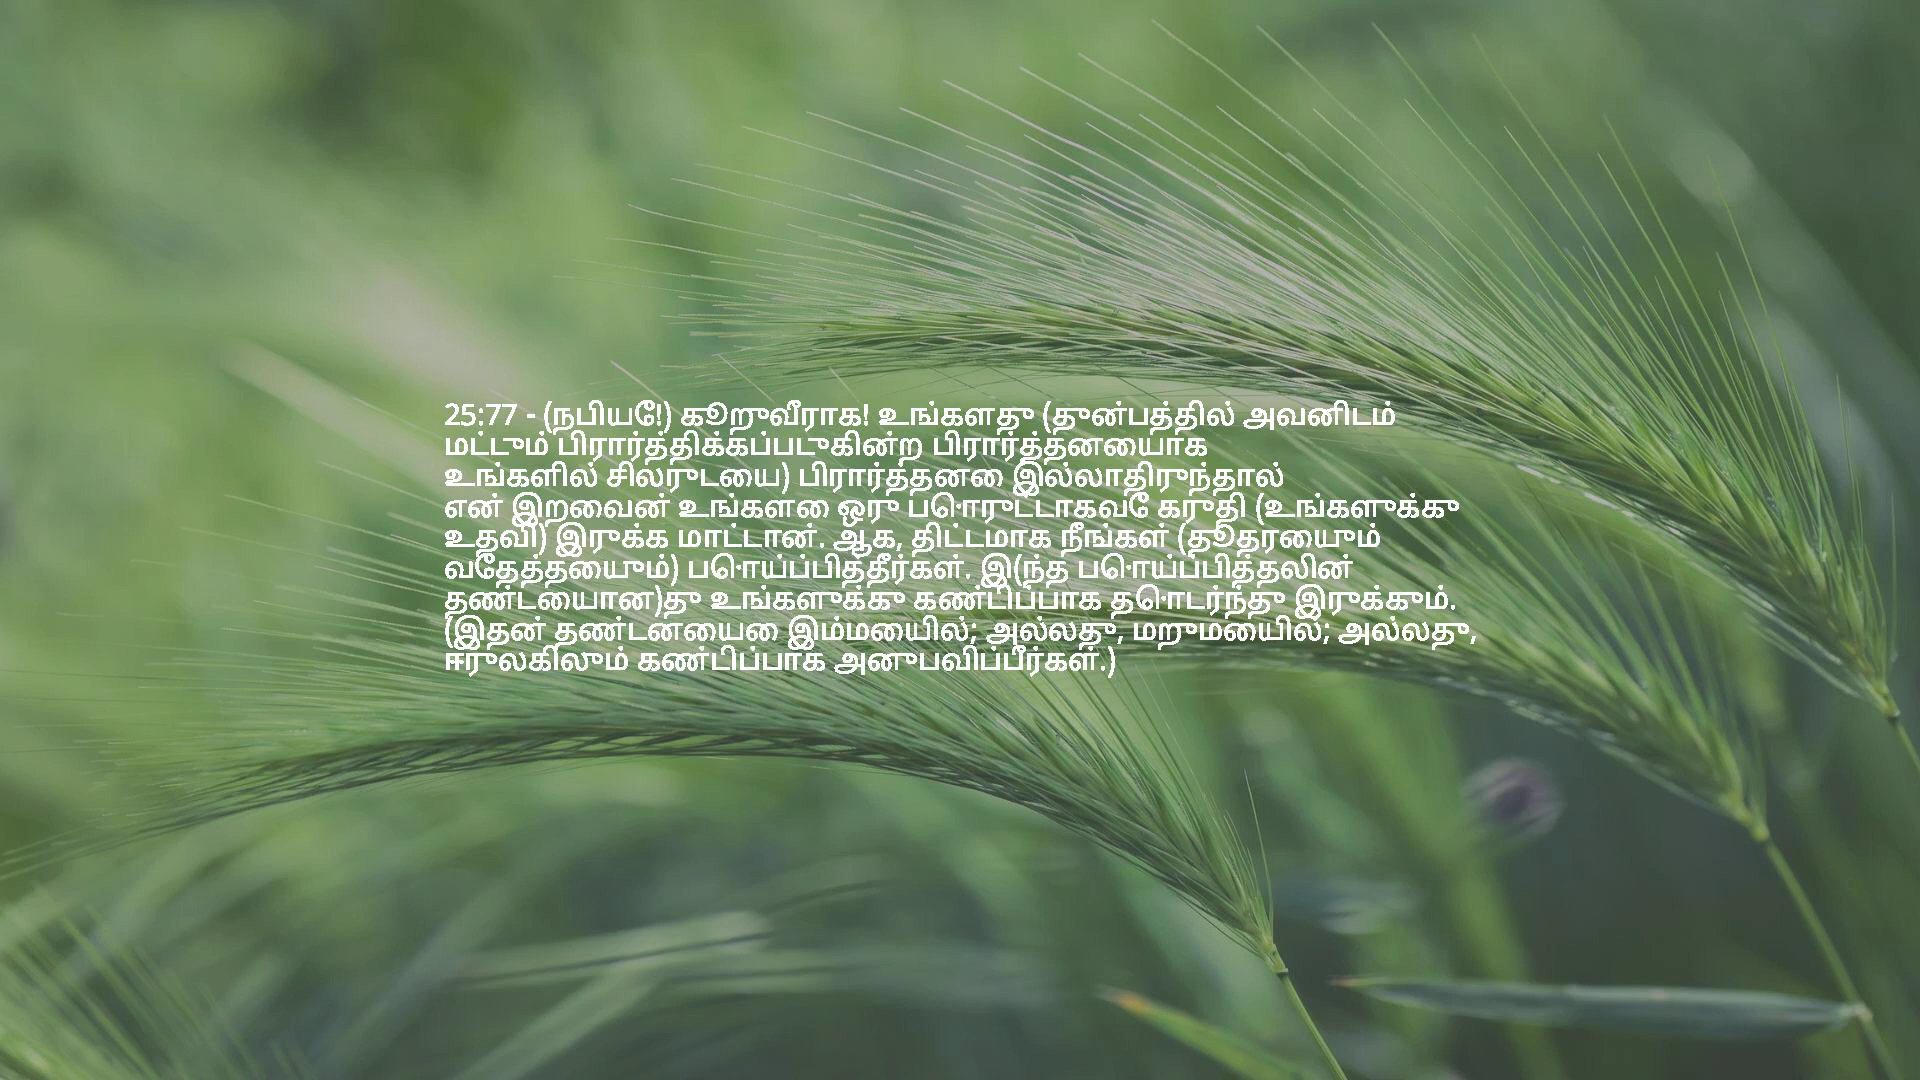 25:77 - (நபியே!) கூறுவீராக! உங்களது (துன்பத்தில் அவனிடம்
மட்டும் பிரார்த்திக்கப்படுகின்ற பிரார்த்தனையாக
உங்களில் சிலருடைய) பிரார்த்தனை இல்லாதிருந்தால்
என் இறைவன் உங்களை ஒரு பொருட்டாகவே கருதி (உங்களுக்கு
உதவி) இருக்க மாட்டான். ஆக, திட்டமாக நீங்கள் (தூதரையும்
வேதத்தையும்) பொய்ப்பித்தீர்கள். இ(ந்த பொய்ப்பித்தலின்
தண்டனையான)து உங்களுக்கு கண்டிப்பாக தொடர்ந்து இருக்கும்.
(இதன் தண்டனையை இம்மையில்; அல்லது, மறுமையில்; அல்லது,
ஈருலகிலும் கண்டிப்பாக அனுபவிப்பீர்கள்.)